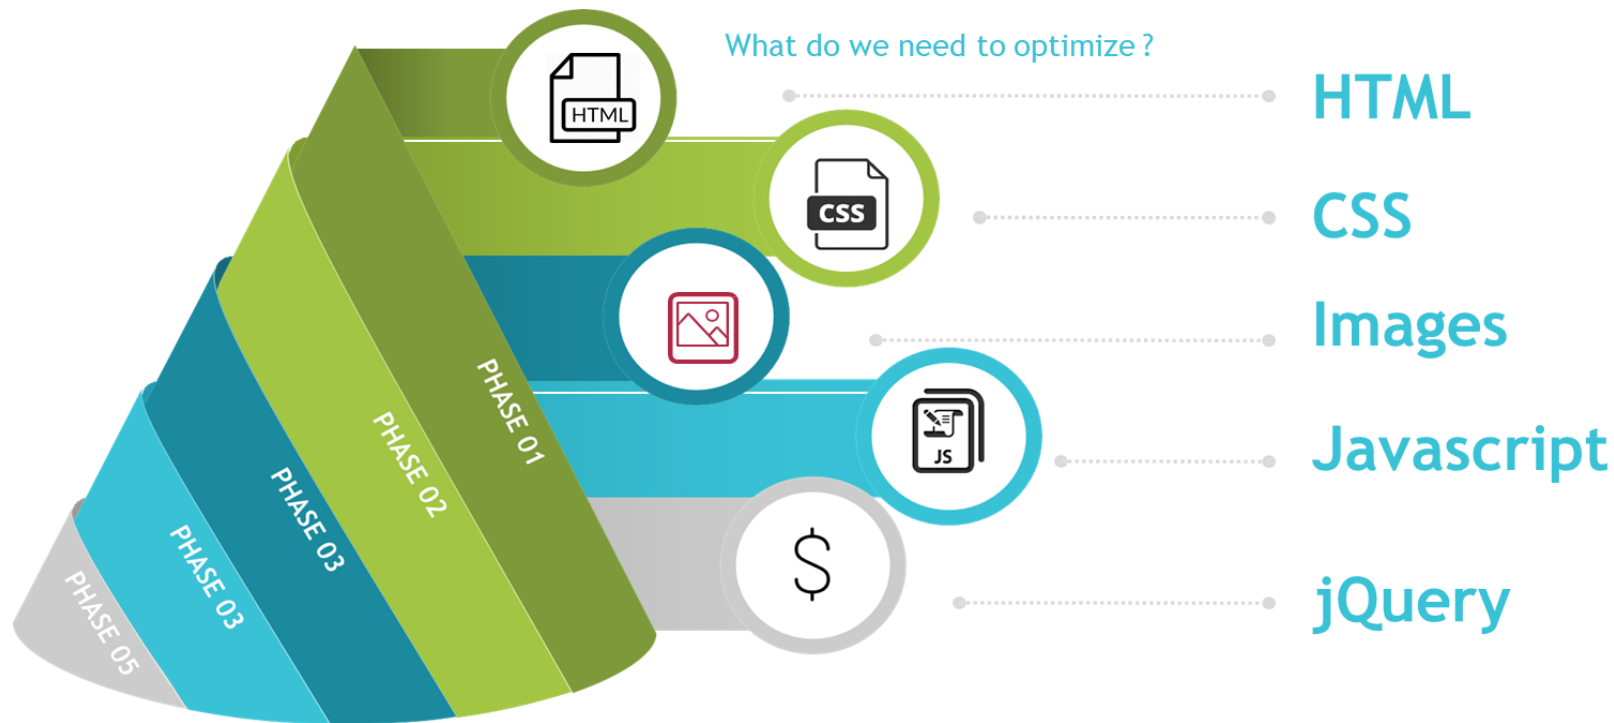 What do we need to optimize ?
HTML
HTML
CSS
CSS
Images
JS
Javascript
$
jQuery
PHASE 01
PHASE 02
PHASE 03
PHASE 03
PHASE 05